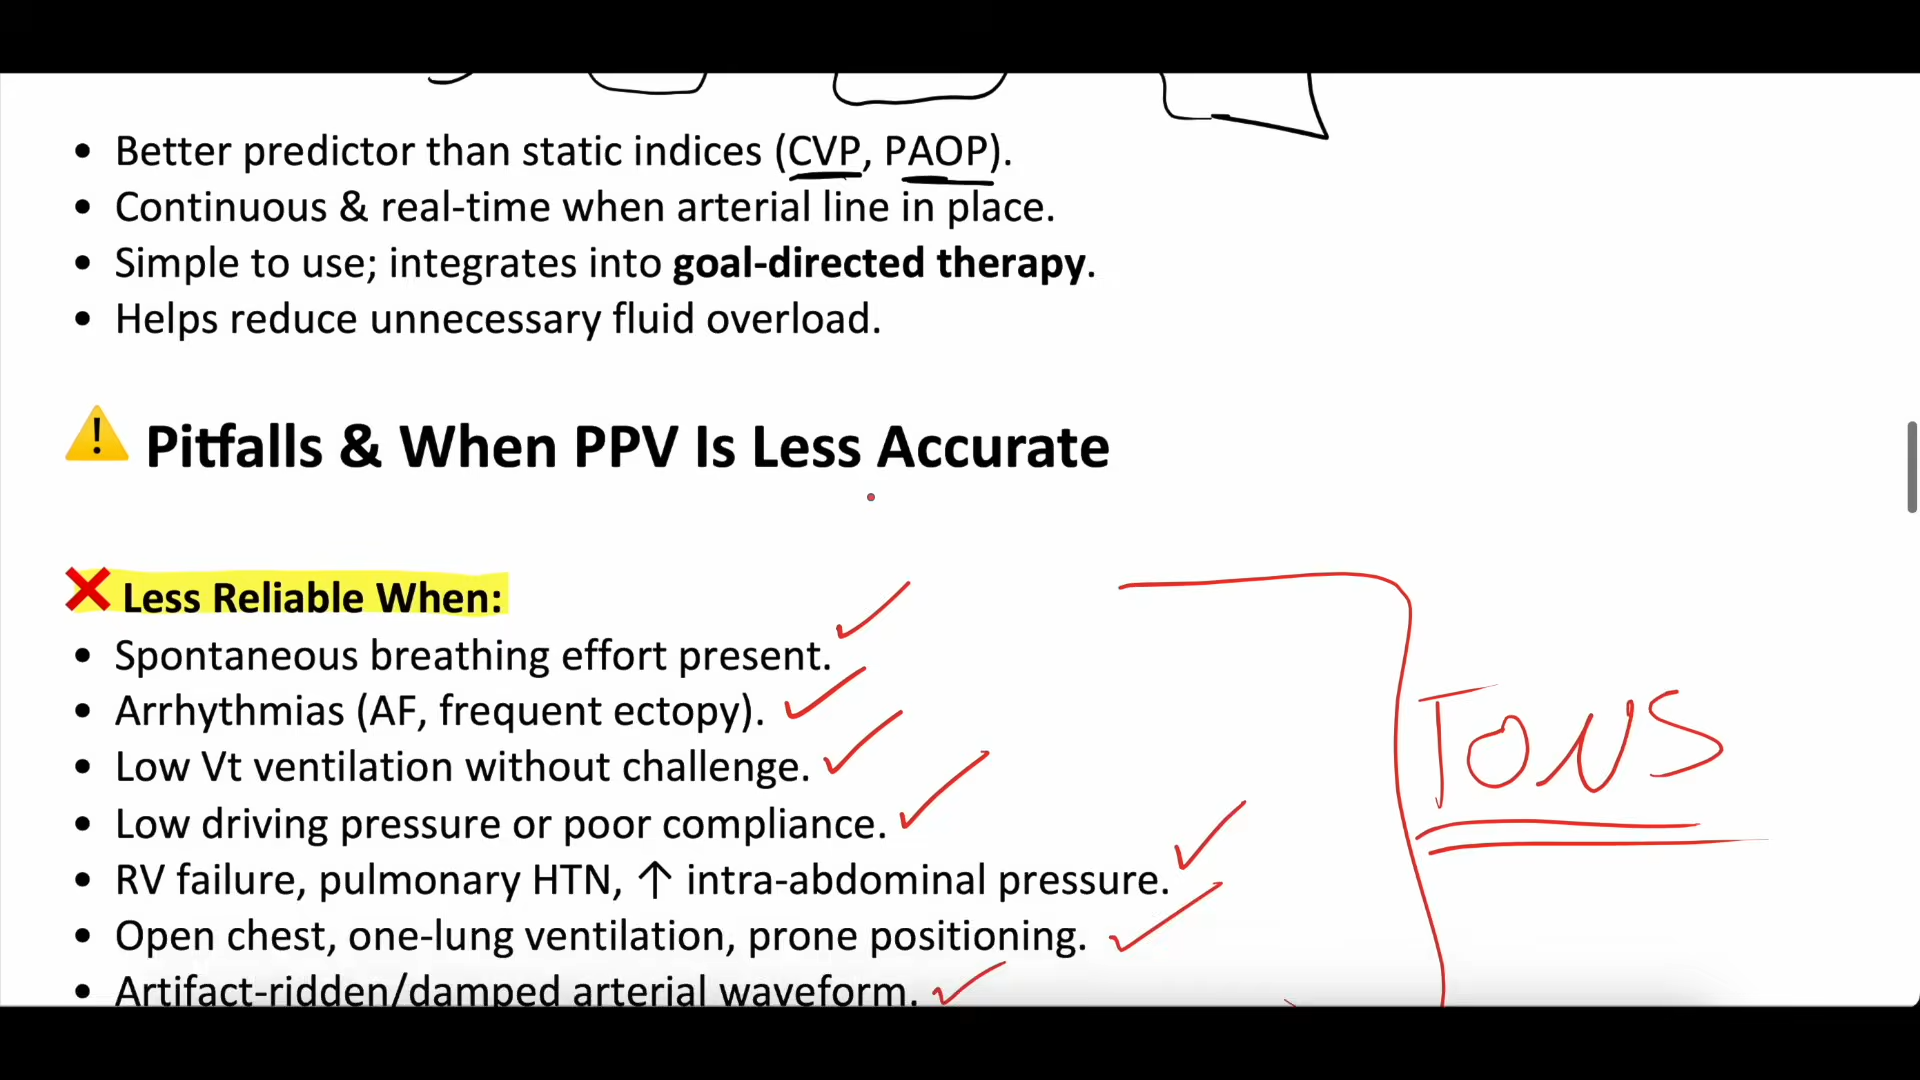 • Better predictor than static indices (CVP, PAOP).
• Continuous & real-time when arterial line in place.
• Simple to use; integrates into goal-directed therapy.
• Helps reduce unnecessary fluid overload.
⚠️ Pitfalls & When PPV Is Less Accurate
❌ Less Reliable When:
• Spontaneous breathing effort present.
• Arrhythmias (AF, frequent ectopy).
• Low Vt ventilation without challenge.
• Low driving pressure or poor compliance.
• RV failure, pulmonary HTN, ↑ intra-abdominal pressure.
• Open chest, one-lung ventilation, prone positioning.
• Artifact-ridden/damped arterial waveform.
TONS